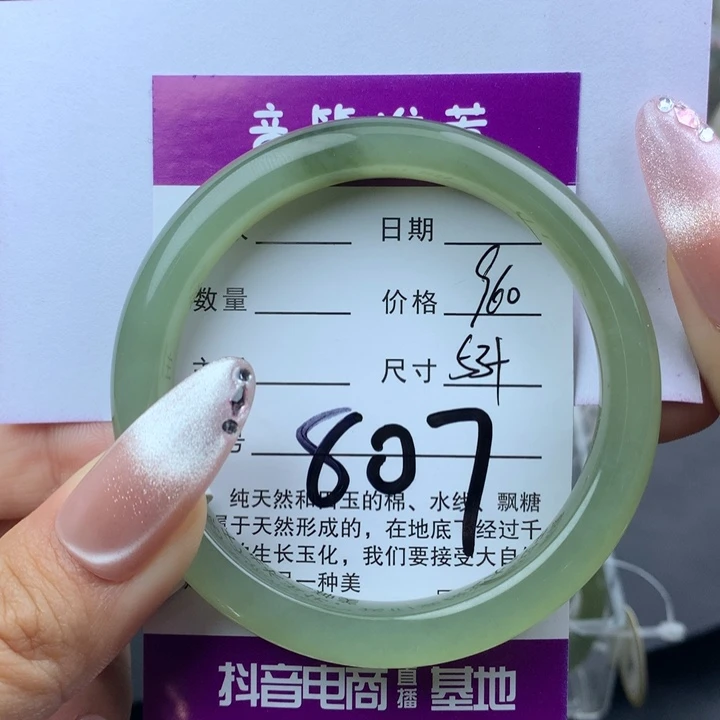 日期
数量 价格 960
尺寸 53+
807
纯天然和田玉的棉、水线、飘糖
属于天然形成的,在地底下经过千
生长玉化,我们要接受大自
另一种美
抖音电商直播基地